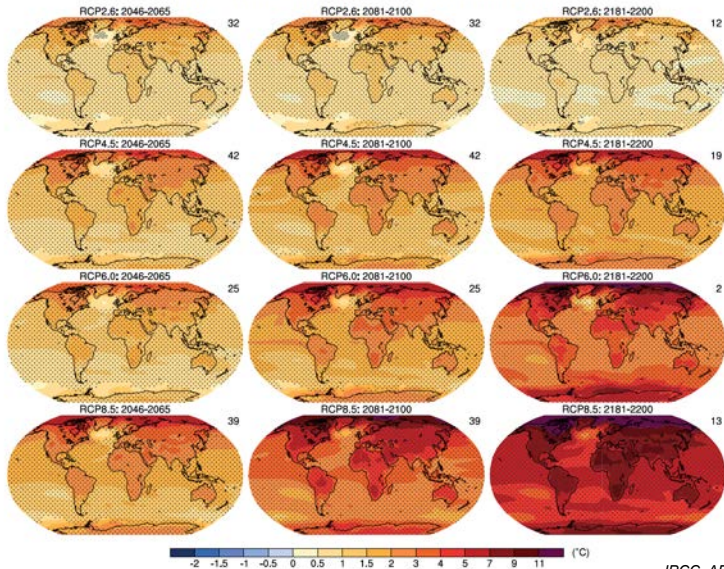 RCP2.6: 2046-2065 32 RCP2.6: 2081-2100 32 RCP2.6: 2181-2200 12
RCP4.5: 2046-2065 42 RCP4.5: 2081-2100 42 RCP4.5: 2181-2200 19
RCP6.0: 2046-2065 25 RCP6.0: 2081-2100 25 RCP6.0: 2181-2200 2
RCP8.5: 2046-2065 39 RCP8.5: 2081-2100 39 RCP8.5: 2181-2200 13
(°C)
-2 -1.5 -1 -0.5 0 0.5 1 1.5 2 3 4 5 7 9 11